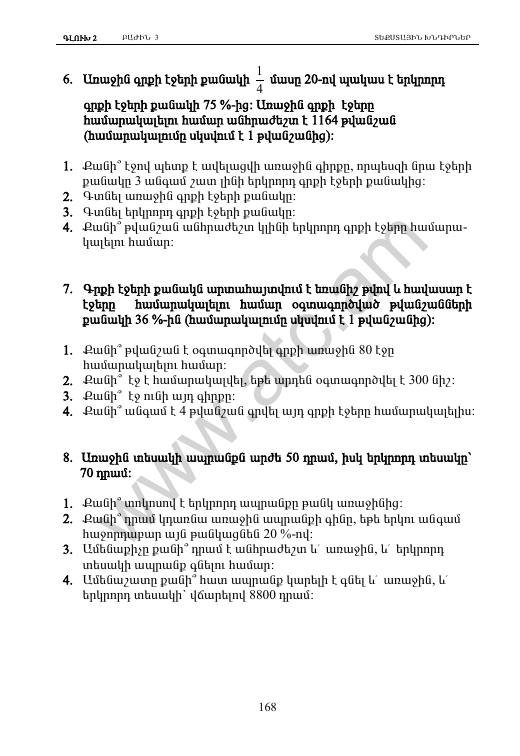 ԳԼՈՒԽ 2 ԲԱԺԻՆ 3 ՏԵՔՍՏԱՅԻՆ ԽՆԴԻՐՆԵՐ
6. Առաջին գրքի էջերի քանակի 1/4 մասը 20-ով պակաս է երկրորդ
գրքի էջերի քանակի 75 %-ից: Առաջին գրքի էջերը
համարակալելու համար անհրաժեշտ է 1164 թվանշան
(համարակալումը սկսվում է 1 թվանշանից):
1. Քանի՞ էջով պետք է ավելացվի առաջին գիրքը, որպեսզի նրա էջերի
քանակը 3 անգամ շատ լինի երկրորդ գրքի էջերի քանակից:
2. Գտնել առաջին գրքի էջերի քանակը:
3. Գտնել երկրորդ գրքի էջերի քանակը:
4. Քանի՞ թվանշան անհրաժեշտ կլինի երկրորդ գրքի էջերը համարա-
կալելու համար:
7. Գրքի էջերի քանակն արտահայտվում է եռանիշ թվով և հավասար է
էջերը համարակալելու համար օգտագործված թվանշանների
քանակի 36 %-ին (համարակալումը սկսվում է 1 թվանշանից):
1. Քանի՞ թվանշան է օգտագործվել գրքի առաջին 80 էջը
համարակալելու համար:
2. Քանի՞ էջ է համարակալվել, եթե արդեն օգտագործվել է 300 նիշ:
3. Քանի՞ էջ ունի այդ գիրքը:
4. Քանի՞ անգամ է 4 թվանշան գրվել այդ գրքի էջերը համարակալելիս:
8. Առաջին տեսակի ապրանքն արժե 50 դրամ, իսկ երկրորդ տեսակը՝
70 դրամ:
1. Քանի՞ տոկոսով է երկրորդ ապրանքը թանկ առաջինից:
2. Քանի՞ դրամ կդառնա առաջին ապրանքի գինը, եթե երկու անգամ
հաջորդաբար այն թանկացնեն 20 %-ով:
3. Ամենաքիչը քանի՞ դրամ է անհրաժեշտ և՛ առաջին, և՛ երկրորդ
տեսակի ապրանք գնելու համար:
4. Ամենաշատը քանի՞ հատ ապրանք կարելի է գնել և՛ առաջին, և՛
երկրորդ տեսակի՝ վճարելով 8800 դրամ:
www.atc.am
168